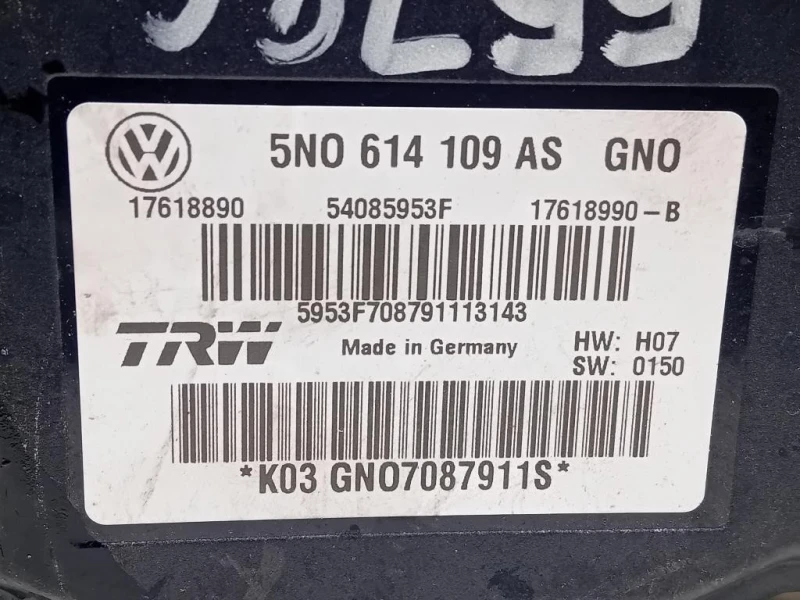 5N0 614 109 AS GNO
17618890 54085953F 17618990-B
5953F708791113143
TRW Made in Germany HW: H07
SW: 0150
*K03 GNO7087911S*